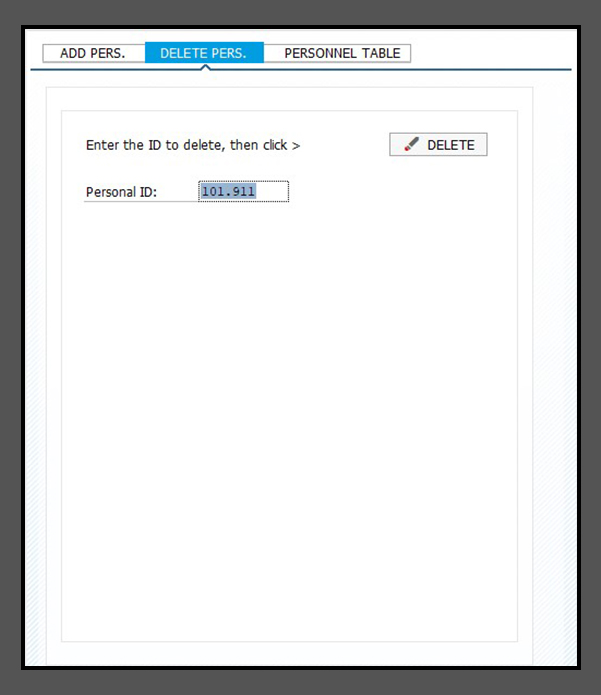 ADD PERS. DELETE PERS. PERSONNEL TABLE
Enter the ID to delete, then click > DELETE
Personal ID: 101.911